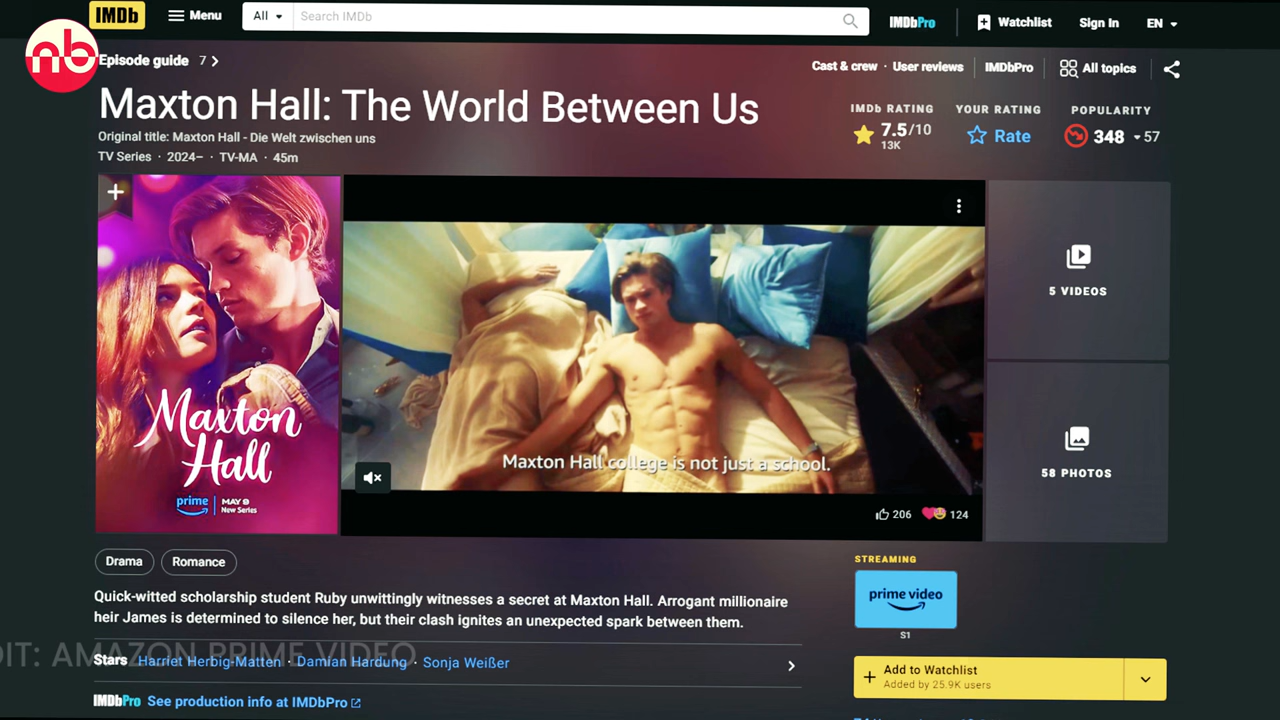 IMDb
Menu
All
Search IMDb
IMDbPro
Watchlist
Sign In
EN
nb
Episode guide 7
Cast & crew · User reviews
IMDbPro
All topics
Maxton Hall: The World Between Us
Original title: Maxton Hall - Die Welt zwischen uns
TV Series · 2024– · TV-MA · 45m
IMDb RATING
7.5/10
13K
YOUR RATING
Rate
POPULARITY
348
57
Maxton
Hall
prime
MAY 9
New Series
Maxton Hall college is not just a school.
206
124
5 VIDEOS
58 PHOTOS
Drama
Romance
Quick-witted scholarship student Ruby unwittingly witnesses a secret at Maxton Hall. Arrogant millionaire
heir James is determined to silence her, but their clash ignites an unexpected spark between them.
Stars Harriet Herbig-Matten · Damian Hardung · Sonja Weißer
DIT: AMAZON PRIME VIDEO
IMDbPro See production info at IMDbPro
STREAMING
prime video
S1
Add to Watchlist
Added by 25.9K users